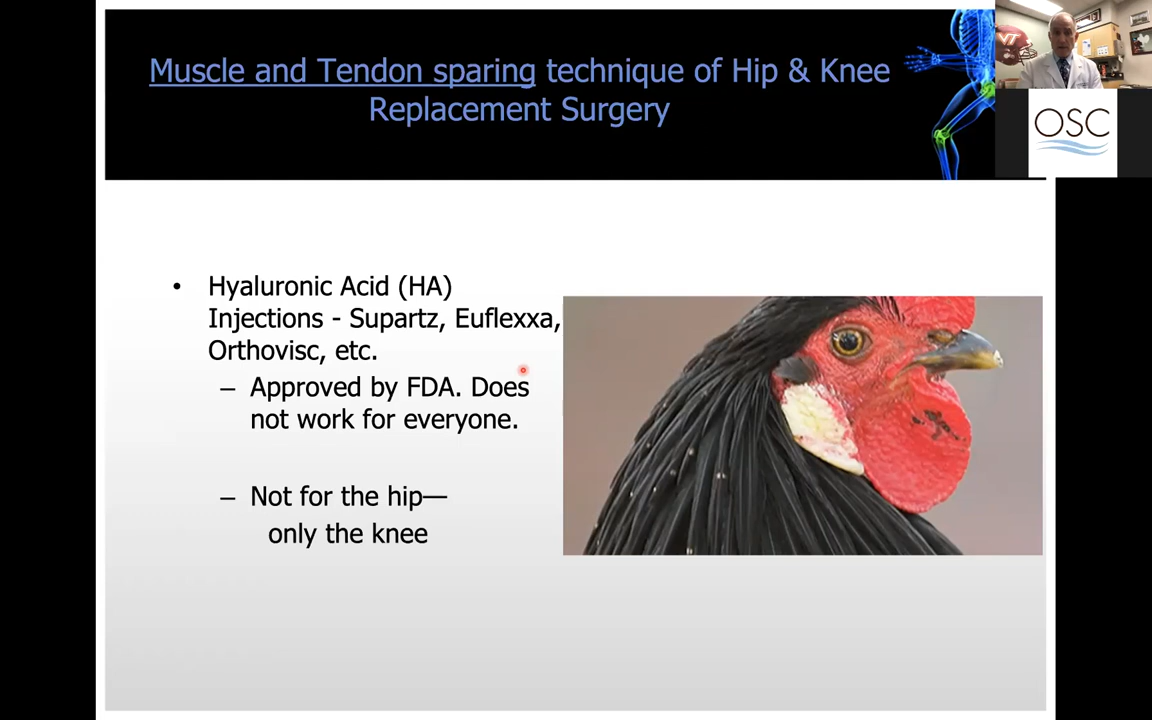 Muscle and Tendon sparing technique of Hip & Knee
Replacement Surgery
VT
OSC
• Hyaluronic Acid (HA)
Injections - Supartz, Euflexxa,
Orthovisc, etc.
– Approved by FDA. Does
not work for everyone.
– Not for the hip—
only the knee